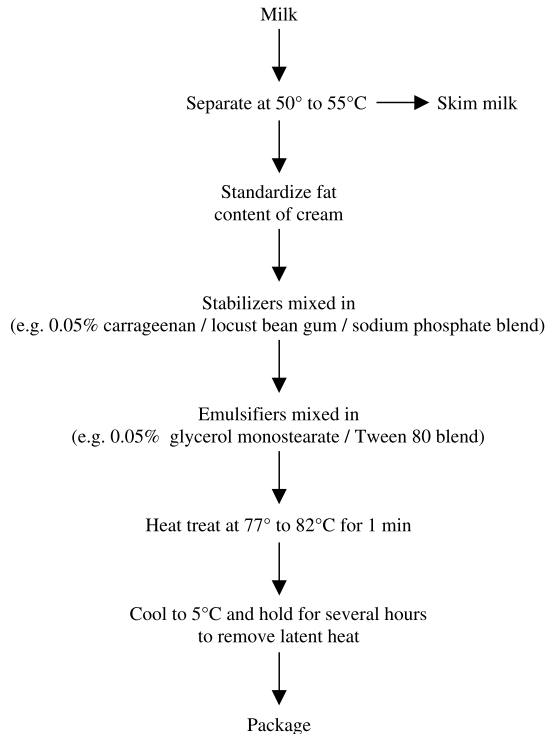 Milk
Separate at 50° to 55°C
Skim milk
Standardize fat
content of cream
Stabilizers mixed in
(e.g. 0.05% carrageenan / locust bean gum / sodium phosphate blend)
Emulsifiers mixed in
(e.g. 0.05%  glycerol monostearate / Tween 80 blend)
Heat treat at 77° to 82°C for 1 min
Cool to 5°C and hold for several hours
to remove latent heat
Package